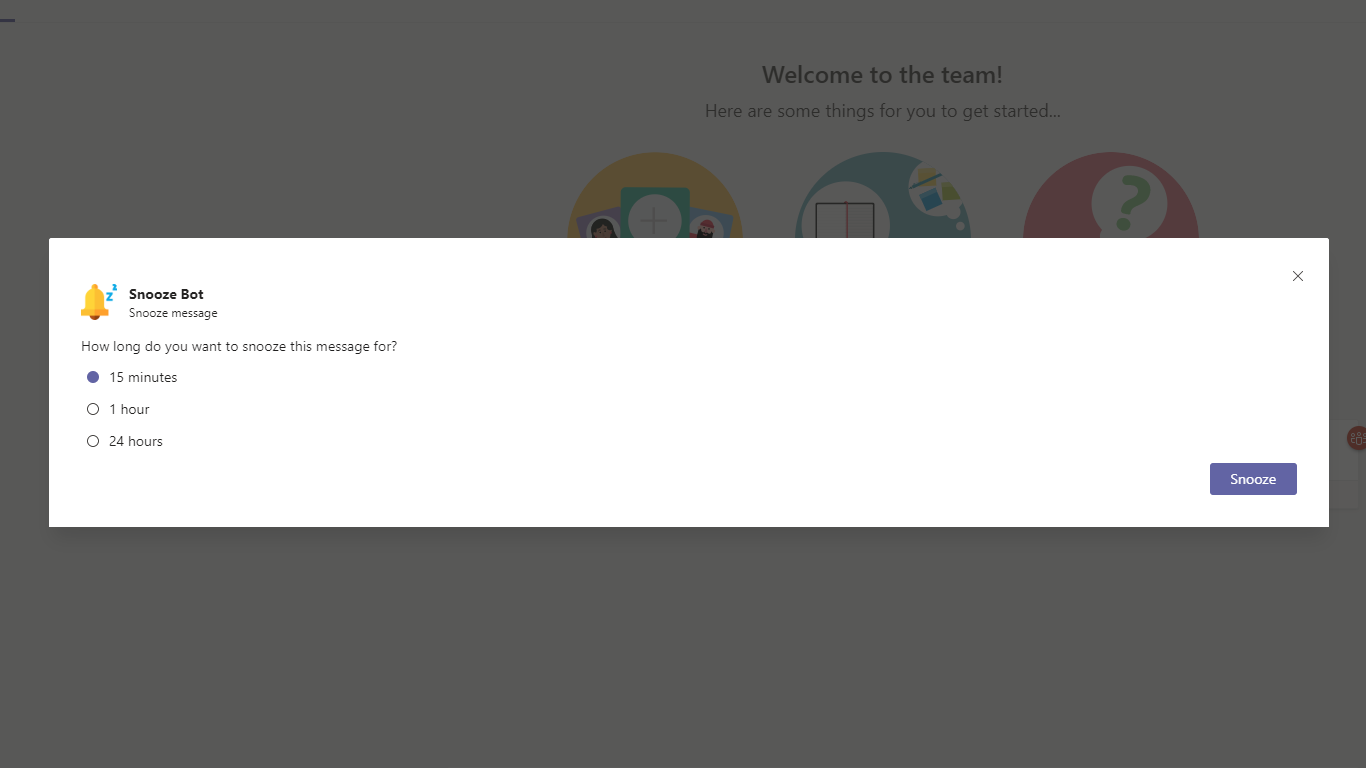 Welcome to the team!
Here are some things for you to get started...
Snooze Bot
Snooze message
How long do you want to snooze this message for?
15 minutes
1 hour
24 hours
Snooze